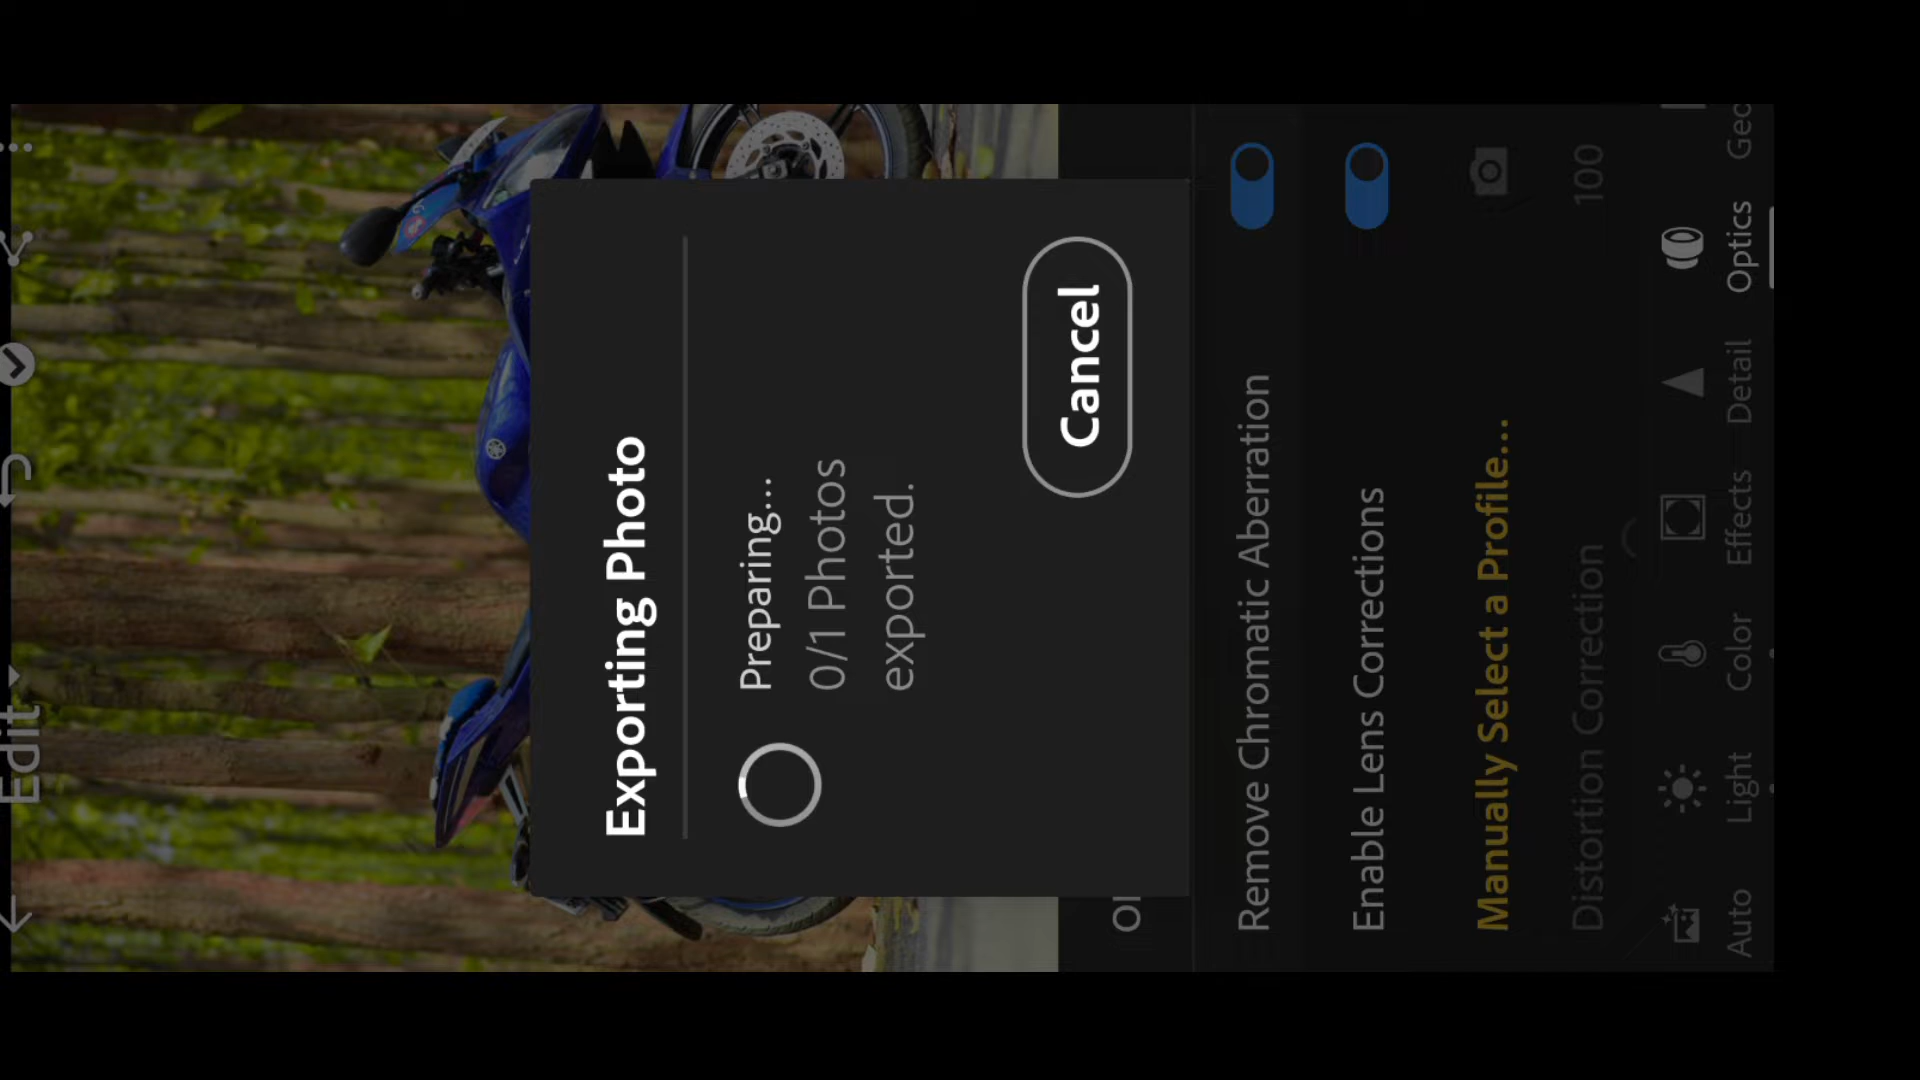 Edit
Exporting Photo
Preparing...
0/1 Photos
exported.
Cancel
Remove Chromatic Aberration
Enable Lens Corrections
Manually Select a Profile...
Distortion Correction 100
Auto Light Color Effects Detail Optics